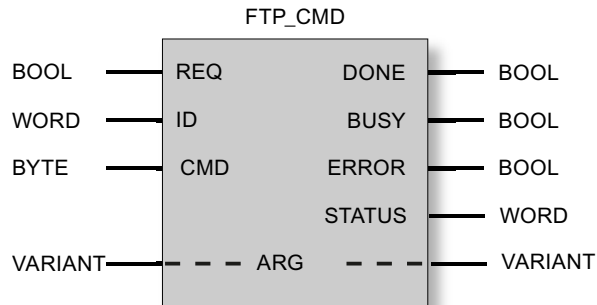 FTP_CMD
BOOL REQ DONE BOOL
WORD ID BUSY BOOL
BYTE CMD ERROR BOOL
STATUS WORD
VARIANT ARG VARIANT